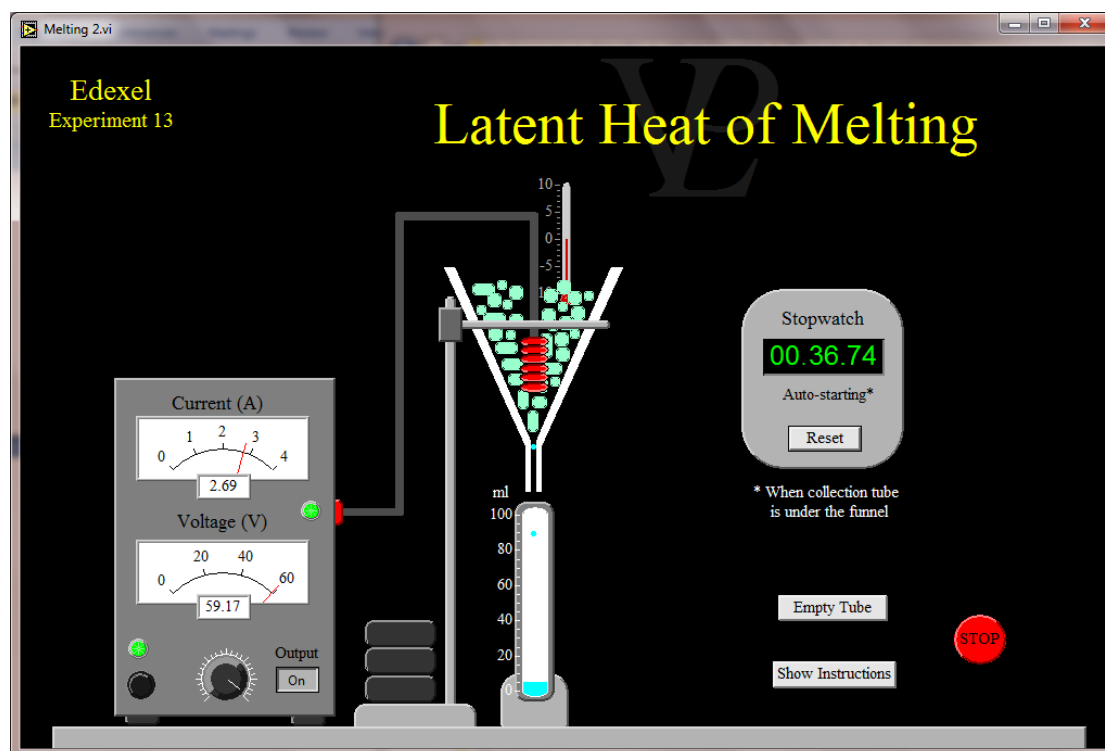 Melting 2.vi
Edexel
Experiment 13
Latent Heat of Melting
VPL
10
5
0
-5
Stopwatch
00.36.74
Auto-starting*
Reset
* When collection tube
is under the funnel
Current (A)
0 1 2 3 4
2.69
Voltage (V)
0 20 40 60
59.17
Output
On
ml
100
80
60
40
20
0
Empty Tube
STOP
Show Instructions